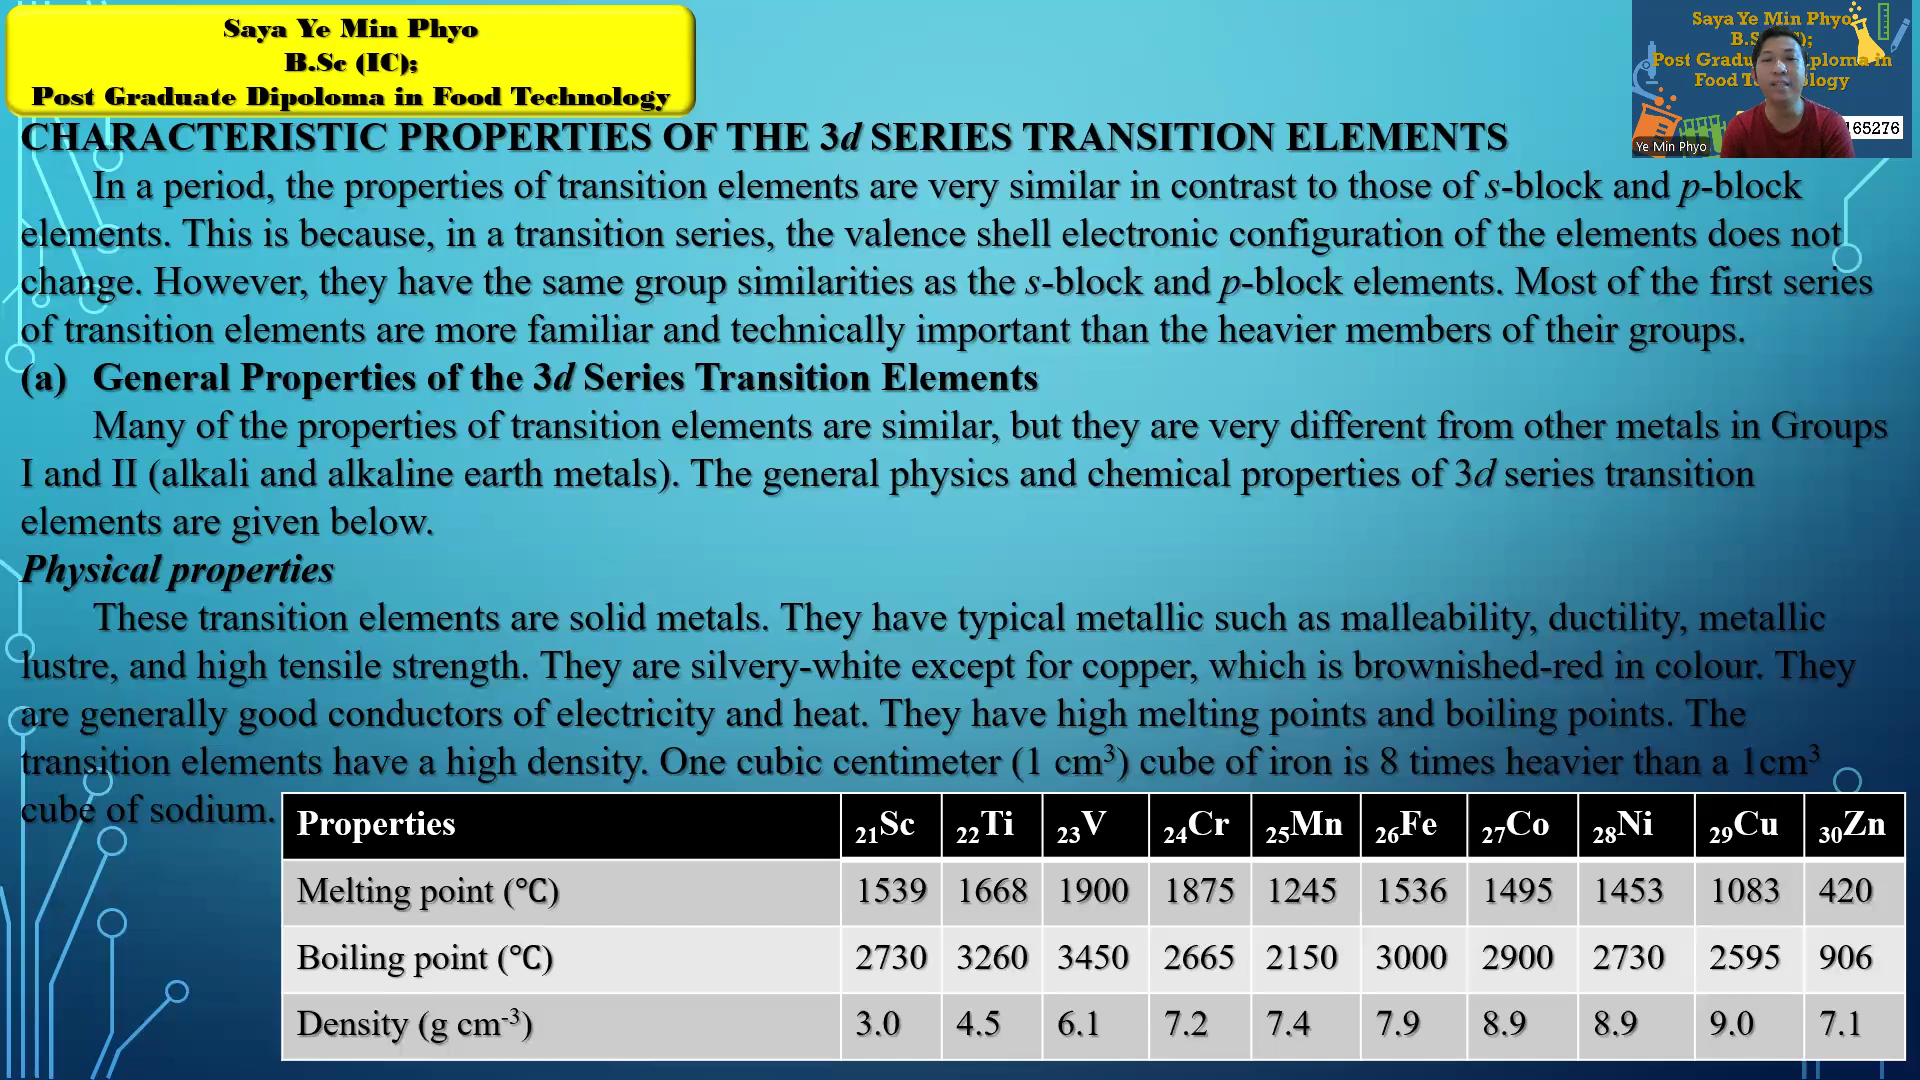 Saya Ye Min Phyo
B.Sc (IC);
Post Graduate Dipoloma in Food Technology
Saya Ye Min Phyo
Post
in
Food
Ye Min Phyo
165276
CHARACTERISTIC PROPERTIES OF THE 3d SERIES TRANSITION ELEMENTS
In a period, the properties of transition elements are very similar in contrast to those of s-block and p-block
elements. This is because, in a transition series, the valence shell electronic configuration of the elements does not
change. However, they have the same group similarities as the s-block and p-block elements. Most of the first series
of transition elements are more familiar and technically important than the heavier members of their groups.
(a) General Properties of the 3d Series Transition Elements
Many of the properties of transition elements are similar, but they are very different from other metals in Groups
I and II (alkali and alkaline earth metals). The general physics and chemical properties of 3d series transition
elements are given below.
Physical properties
These transition elements are solid metals. They have typical metallic such as malleability, ductility, metallic
lustre, and high tensile strength. They are silvery-white except for copper, which is brownished-red in colour. They
are generally good conductors of electricity and heat. They have high melting points and boiling points. The
transition elements have a high density. One cubic centimeter (1 cm³) cube of iron is 8 times heavier than a 1cm³
cube of sodium.
Properties ₂₁Sc ₂₂Ti ₂₃V ₂₄Cr ₂₅Mn ₂₆Fe ₂₇Co ₂₈Ni ₂₉Cu ₃₀Zn
Melting point (℃) 1539 1668 1900 1875 1245 1536 1495 1453 1083 420
Boiling point (℃) 2730 3260 3450 2665 2150 3000 2900 2730 2595 906
Density (g cm⁻³) 3.0 4.5 6.1 7.2 7.4 7.9 8.9 8.9 9.0 7.1